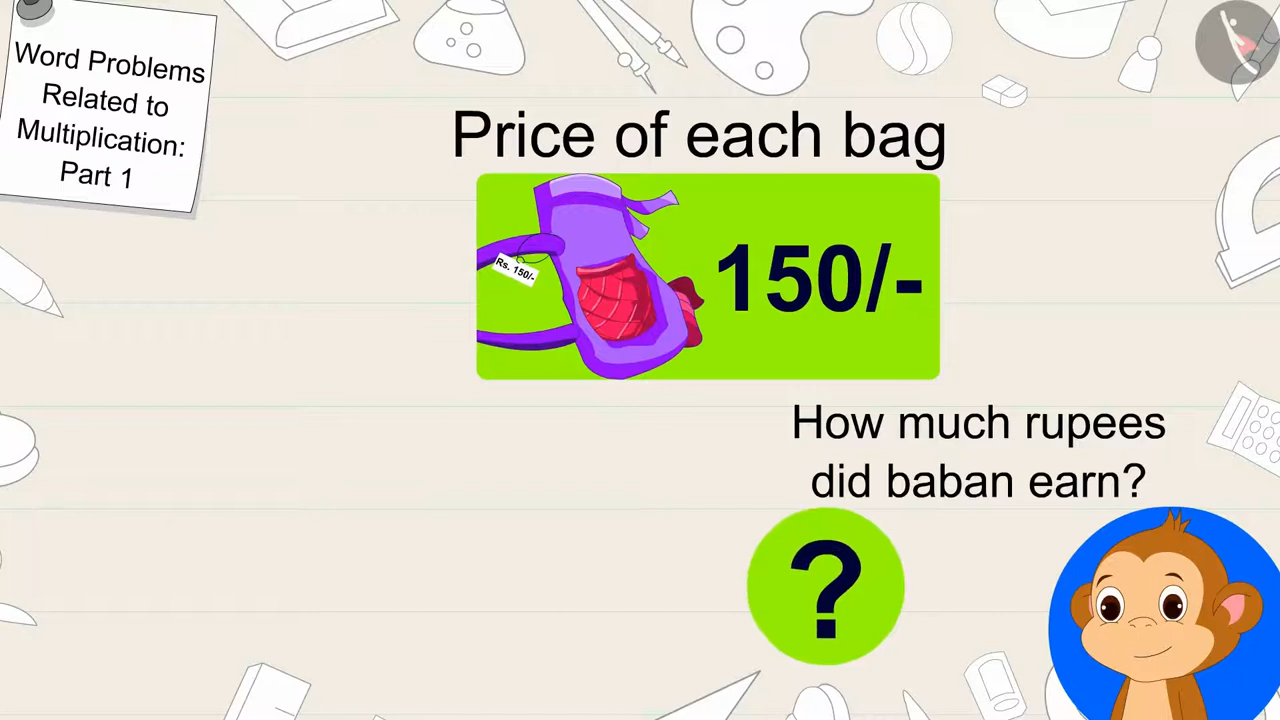 Word Problems
Related to
Multiplication:
Part 1
Price of each bag
Rs. 150/-
150/-
How much rupees
did baban earn?
?